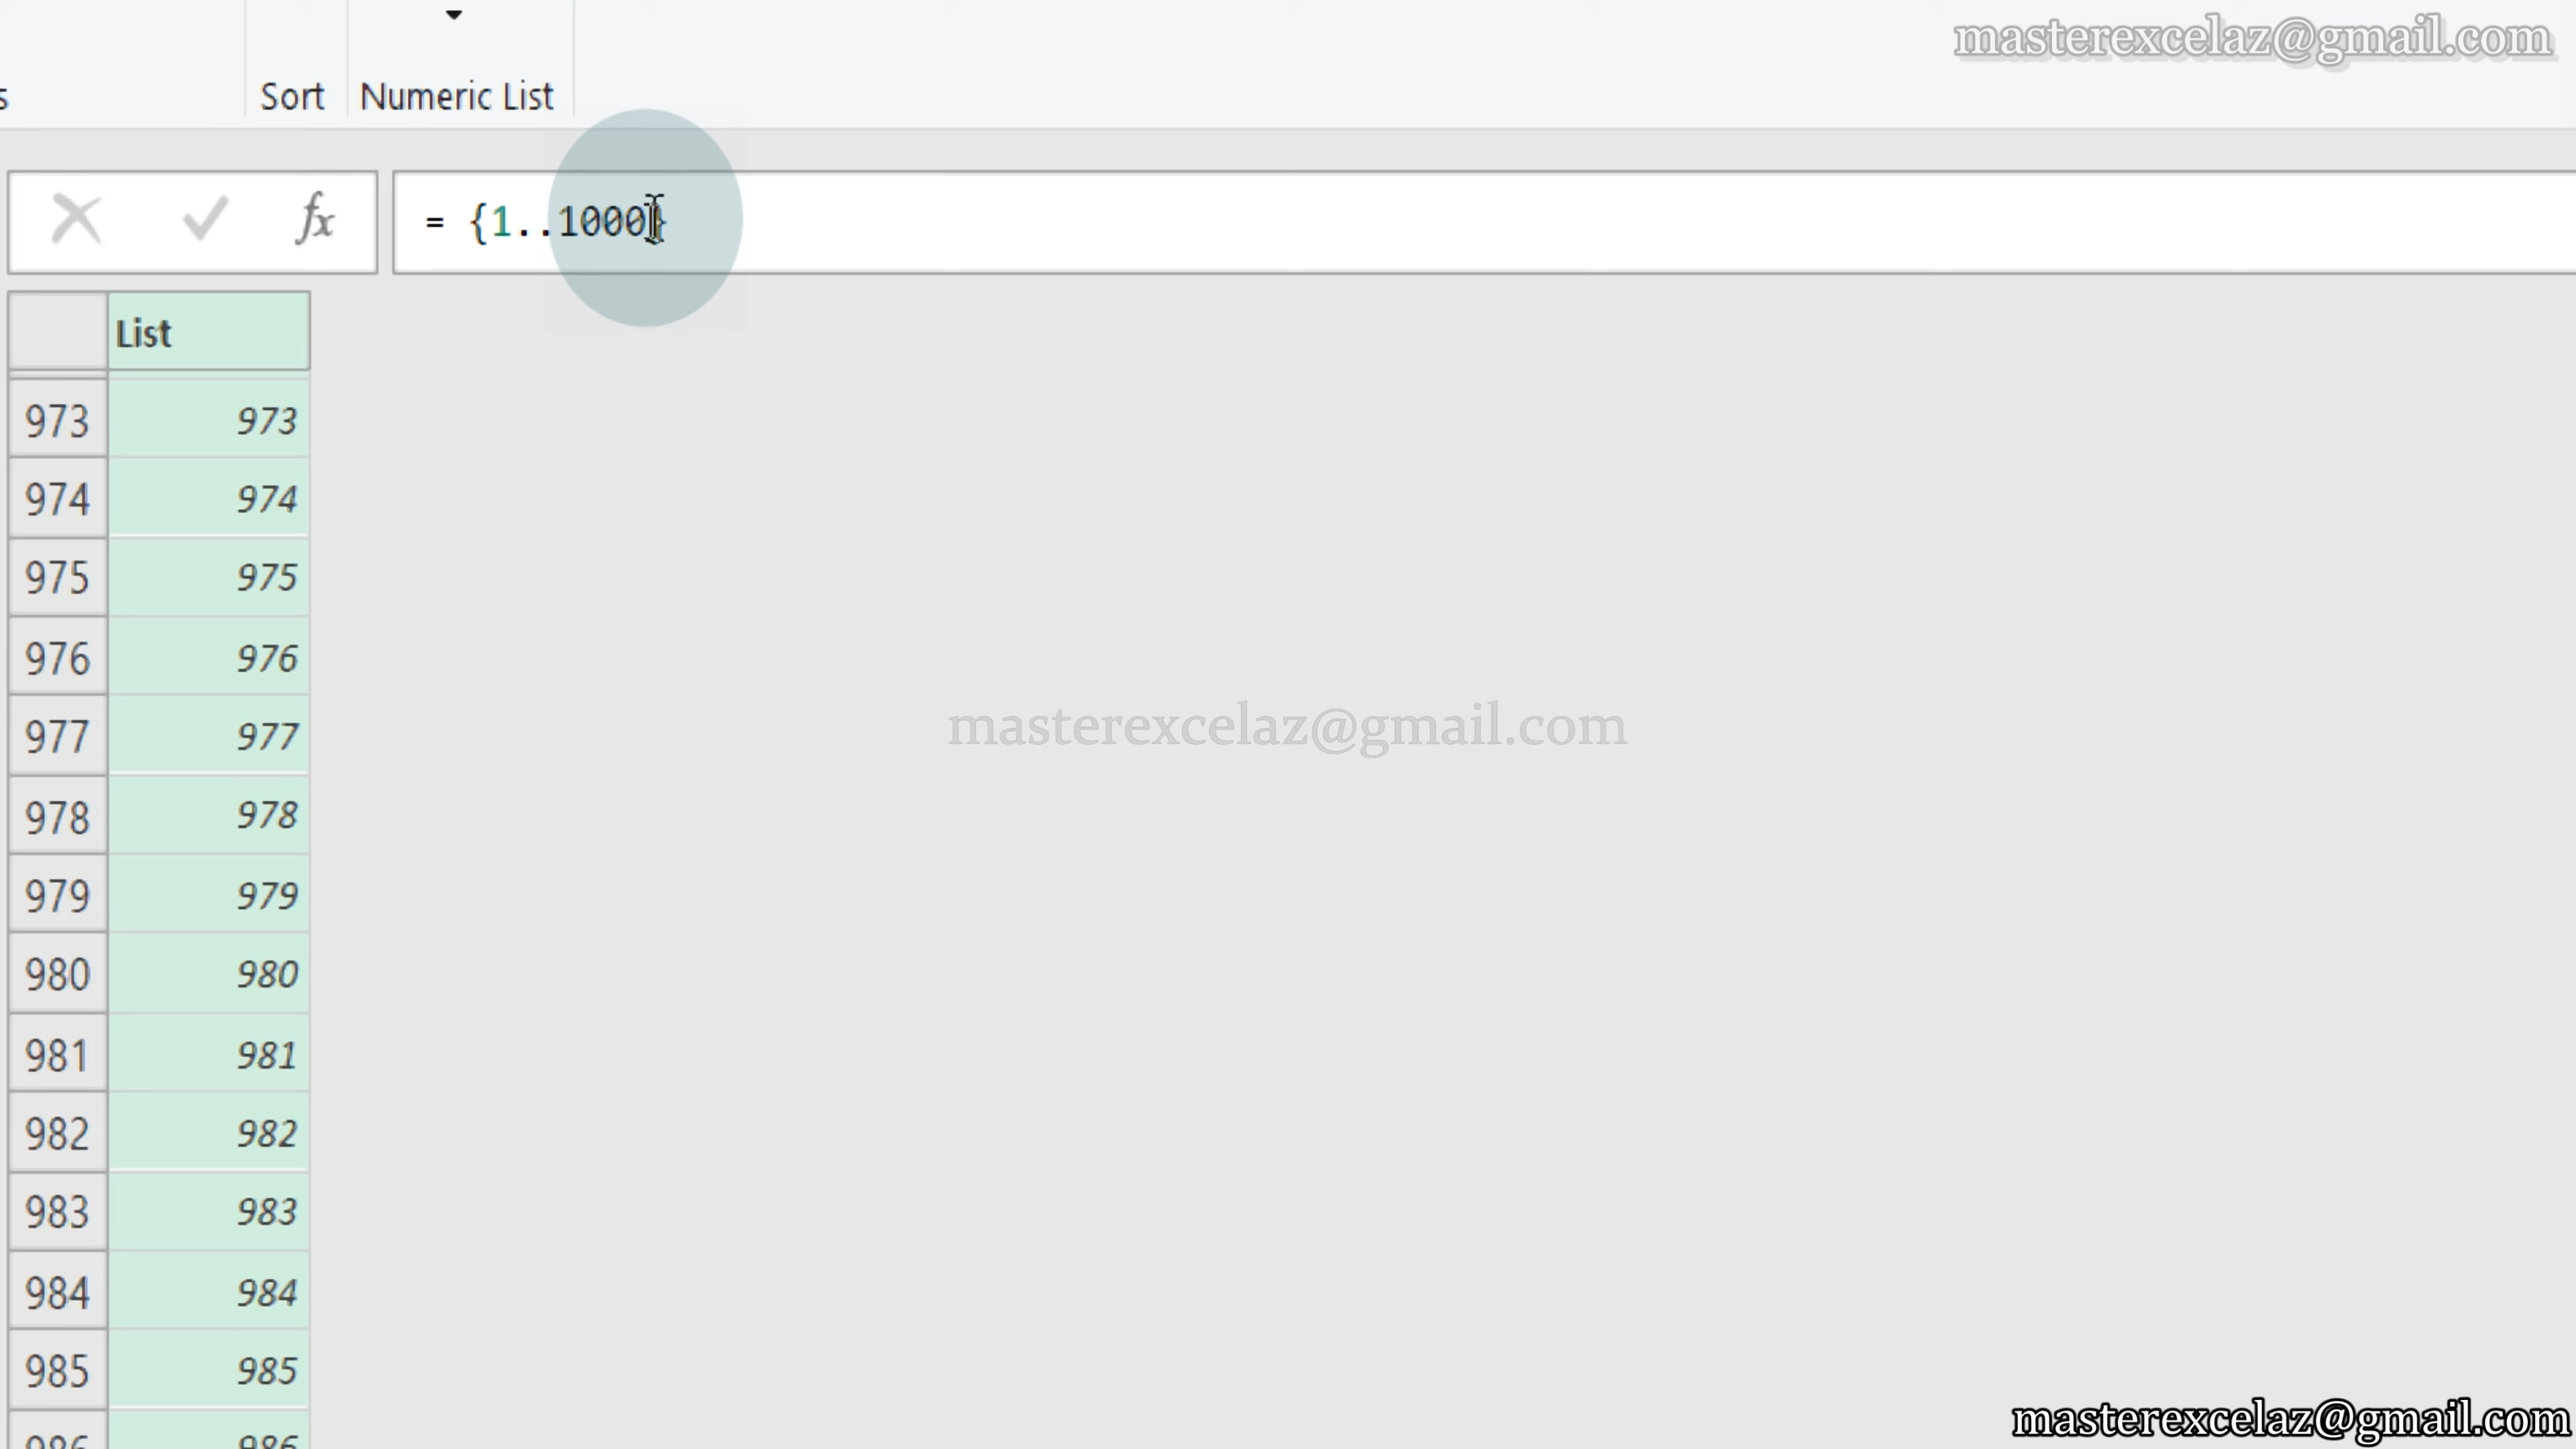 masterexcelaz@gmail.com
s
Sort
Numeric List
fx
= {1..1000}
List
973 973
974 974
975 975
976 976
977 977
masterexcelaz@gmail.com
978 978
979 979
980 980
981 981
982 982
983 983
984 984
985 985
986 986
masterexcelaz@gmail.com